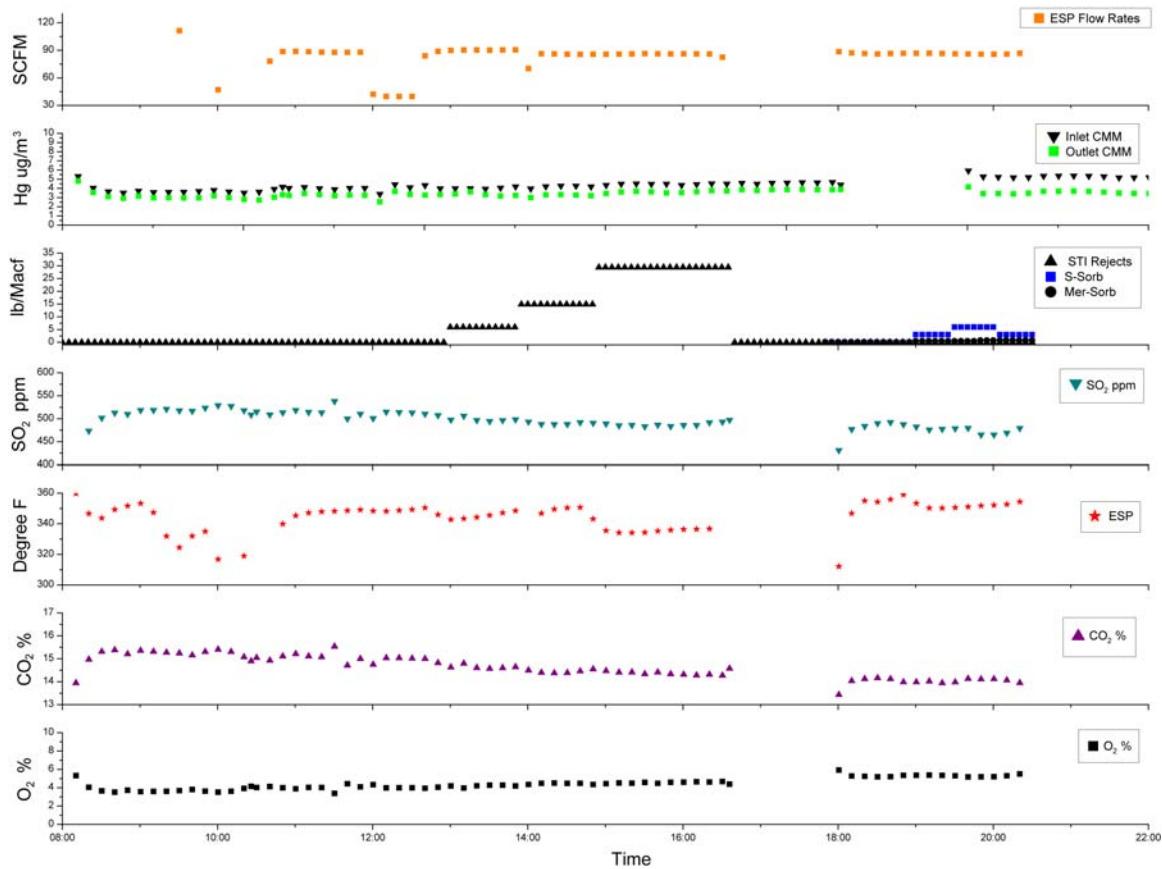 SCFM
120
90
60
30
ESP Flow Rates
Hg ug/m³
10
9
8
7
6
5
4
3
2
1
0
Inlet CMM
Outlet CMM
lb/Macf
35
30
25
20
15
10
5
0
STI Rejects
S-Sorb
Mer-Sorb
SO₂ ppm
600
550
500
450
400
SO₂ ppm
Degree F
360
340
320
300
ESP
CO₂ %
17
16
15
14
13
CO₂ %
O₂ %
10
8
6
4
2
0
O₂ %
08:00 10:00 12:00 14:00 16:00 18:00 20:00 22:00
Time